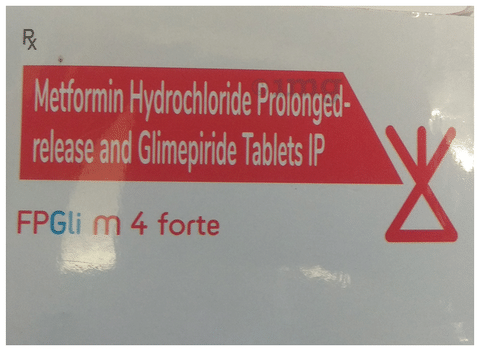 Rx
Metformin Hydrochloride Prolonged-
release and Glimepiride Tablets IP
FPGli m 4 forte